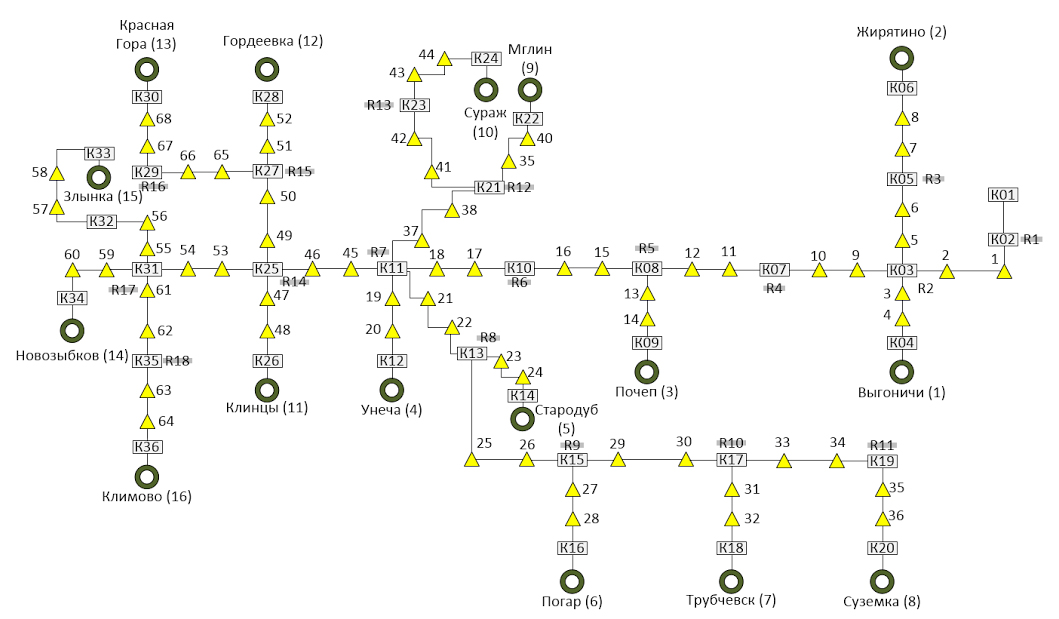 Красная
Гора (13)
Гордеевка (12)
Мглин
(9)
Жирятино (2)
44
К24
43
К30
К28
R13
К23
Сураж
(10)
К22
К06
68
52
42
40
8
67
51
35
7
К33
58
66
65
К29
К27
R15
41
К05
R3
R16
К21
R12
Злынка (15)
К01
57
50
38
6
К32
56
37
К02
R1
49
5
60
59
55
54
53
46
45
R7
18
17
16
15
R5
12
11
10
9
2
1
К31
К25
К11
К10
К08
К07
К03
R17
R14
R6
R4
R2
К34
61
47
19
21
13
3
62
48
20
22
14
4
Новозыбков (14)
К35
R18
К26
К12
К13
R8
23
К09
К04
63
24
К14
Клинцы (11)
Унеча (4)
Стародуб
(5)
Почеп (3)
Выгоничи (1)
64
К36
25
26
R9
29
30
R10
33
34
R11
К15
К17
К19
Климово (16)
27
31
35
28
32
36
К16
К18
К20
Погар (6)
Трубчевск (7)
Суземка (8)